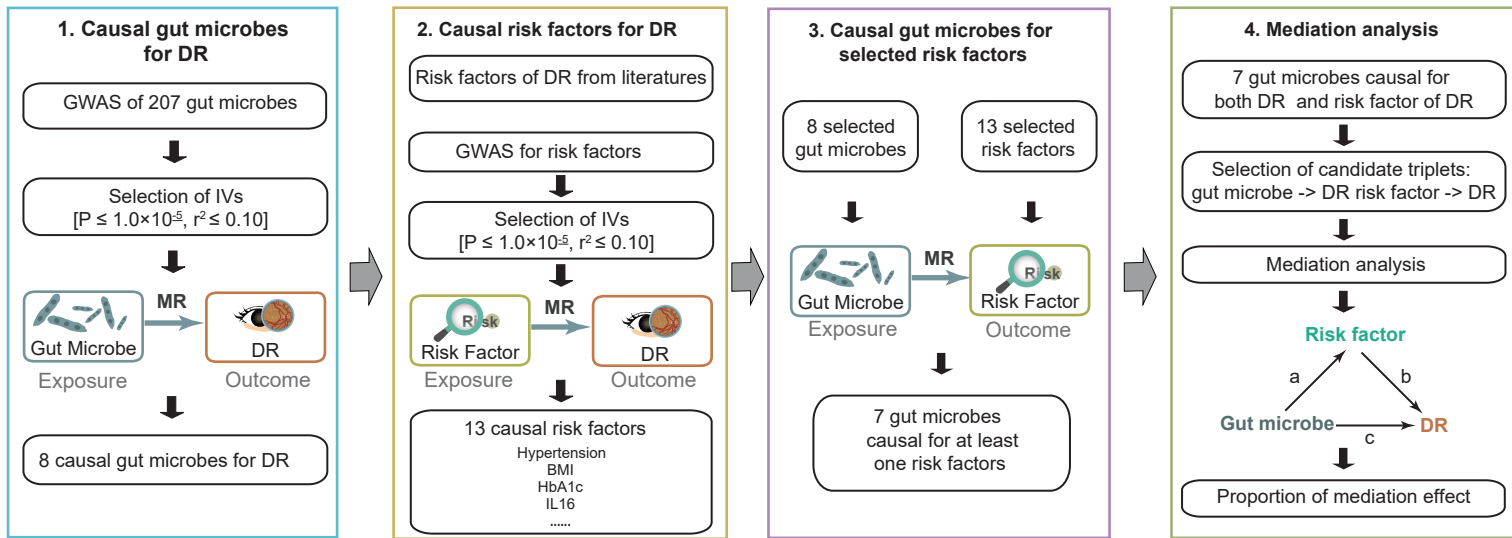 1. Causal gut microbes
for DR
GWAS of 207 gut microbes
Selection of IVs
[P ≤ 1.0×10⁻⁵, r² ≤ 0.10]
MR
Gut Microbe
DR
Exposure
Outcome
8 causal gut microbes for DR
2. Causal risk factors for DR
Risk factors of DR from literatures
GWAS for risk factors
Selection of IVs
[P ≤ 1.0×10⁻⁵, r² ≤ 0.10]
MR
Risk
Risk Factor
DR
Exposure
Outcome
13 causal risk factors
Hypertension
BMI
HbA1c
IL16
......
3. Causal gut microbes for
selected risk factors
8 selected
gut microbes
13 selected
risk factors
MR
Risk
Gut Microbe
Risk Factor
Exposure
Outcome
7 gut microbes
causal for at least
one risk factors
4. Mediation analysis
7 gut microbes causal for
both DR and risk factor of DR
Selection of candidate triplets:
gut microbe -> DR risk factor -> DR
Mediation analysis
Risk factor
a
b
Gut microbe
DR
c
Proportion of mediation effect